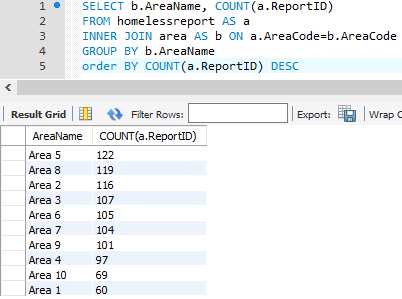 1 SELECT b.AreaName, COUNT(a.ReportID)
2 FROM homelessreport AS a
3 INNER JOIN area AS b ON a.AreaCode=b.AreaCode
4 GROUP BY b.AreaName
5 order BY COUNT(a.ReportID) DESC
Result Grid Filter Rows: Export: Wrap C
AreaName COUNT(a.ReportID)
Area 5 122
Area 8 119
Area 2 116
Area 3 107
Area 6 105
Area 7 104
Area 9 101
Area 4 97
Area 10 69
Area 1 60